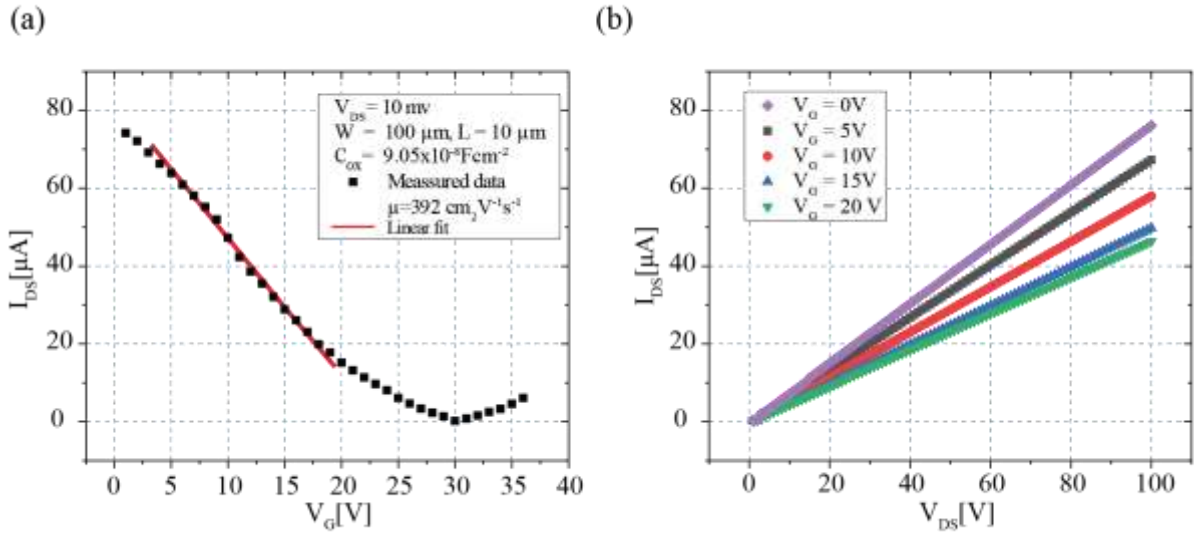 (a)
(b)
80
60
40
20
0
I_DS[µA]
V_DS = 10 mv
W = 100 µm, L = 10 µm
C_ox = 9.05x10⁻⁸Fcm⁻²
Meassured data
µ=392 cm₂V⁻¹s⁻¹
Linear fit
0 5 10 15 20 25 30 35 40
V_G[V]
80
60
40
20
0
I_DS[µA]
V_G = 0V
V_G = 5V
V_G = 10V
V_G = 15V
V_G = 20 V
0 20 40 60 80 100
V_DS[V]